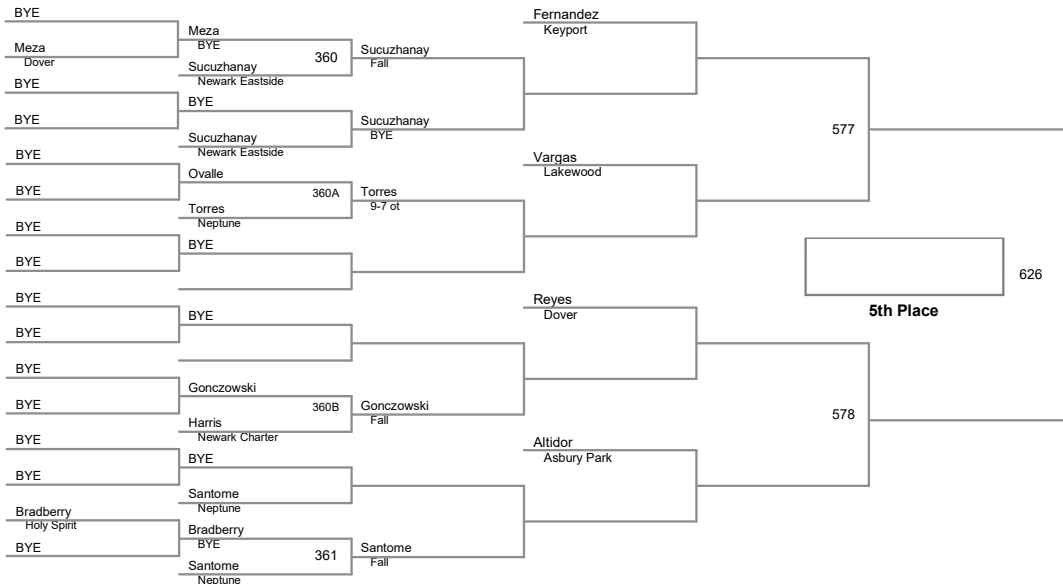 BYE
Meza
Dover
BYE
BYE
BYE
BYE
BYE
BYE
BYE
BYE
BYE
BYE
BYE
BYE
Bradberry
Holy Spirit
BYE
Meza
BYE
360
Sucuzhanay
Newark Eastside
BYE
Sucuzhanay
Newark Eastside
Ovalle
360A
Torres
Neptune
BYE
BYE
Gonczowski
360B
Harris
Newark Charter
BYE
Santome
Neptune
Bradberry
BYE
361
Santome
Neptune
Sucuzhanay
Fall
Sucuzhanay
BYE
Torres
9-7 ot
Gonczowski
Fall
Santome
Fall
Fernandez
Keyport
Vargas
Lakewood
Reyes
Dover
Altidor
Asbury Park
577
578
626
5th Place